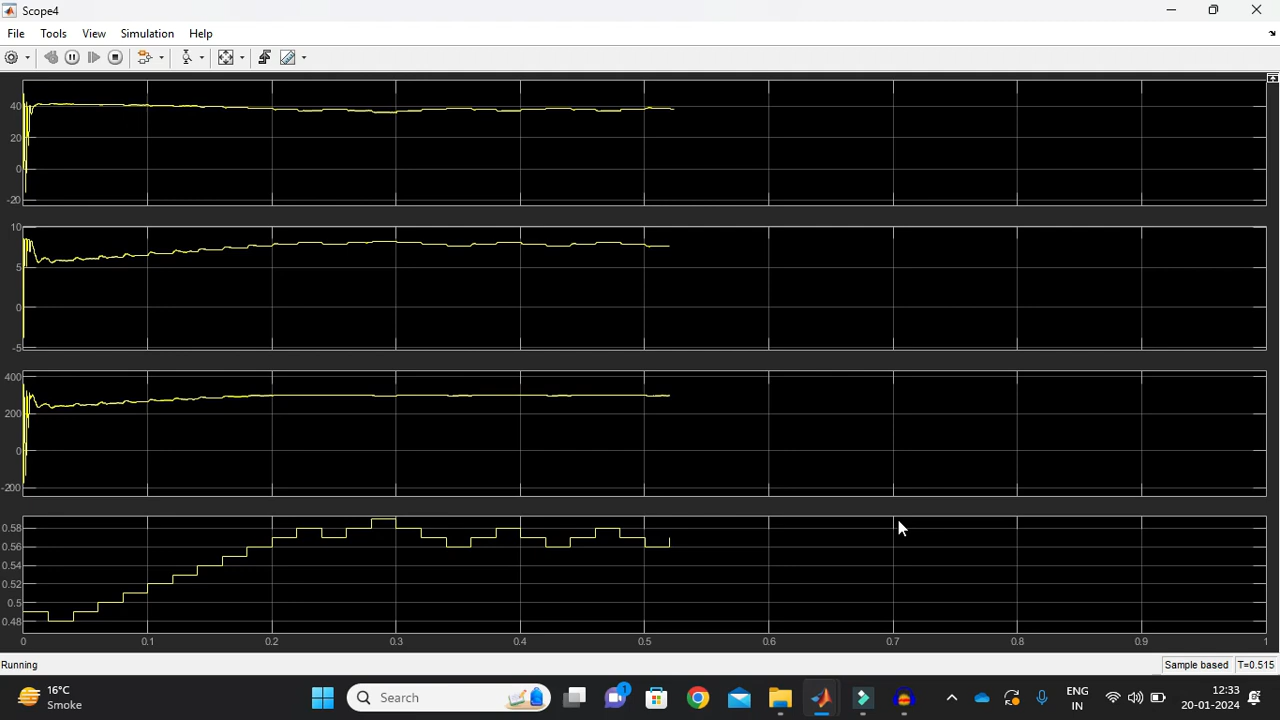 Scope4
File Tools View Simulation Help
40
20
0
-20
10
5
0
-5
400
200
0
-200
0.58
0.56
0.54
0.52
0.5
0.48
0 0.1 0.2 0.3 0.4 0.5 0.6 0.7 0.8 0.9 1
Running Sample based T=0.515
16°C
Smoke
Search
1
ENG
IN
12:33
20-01-2024